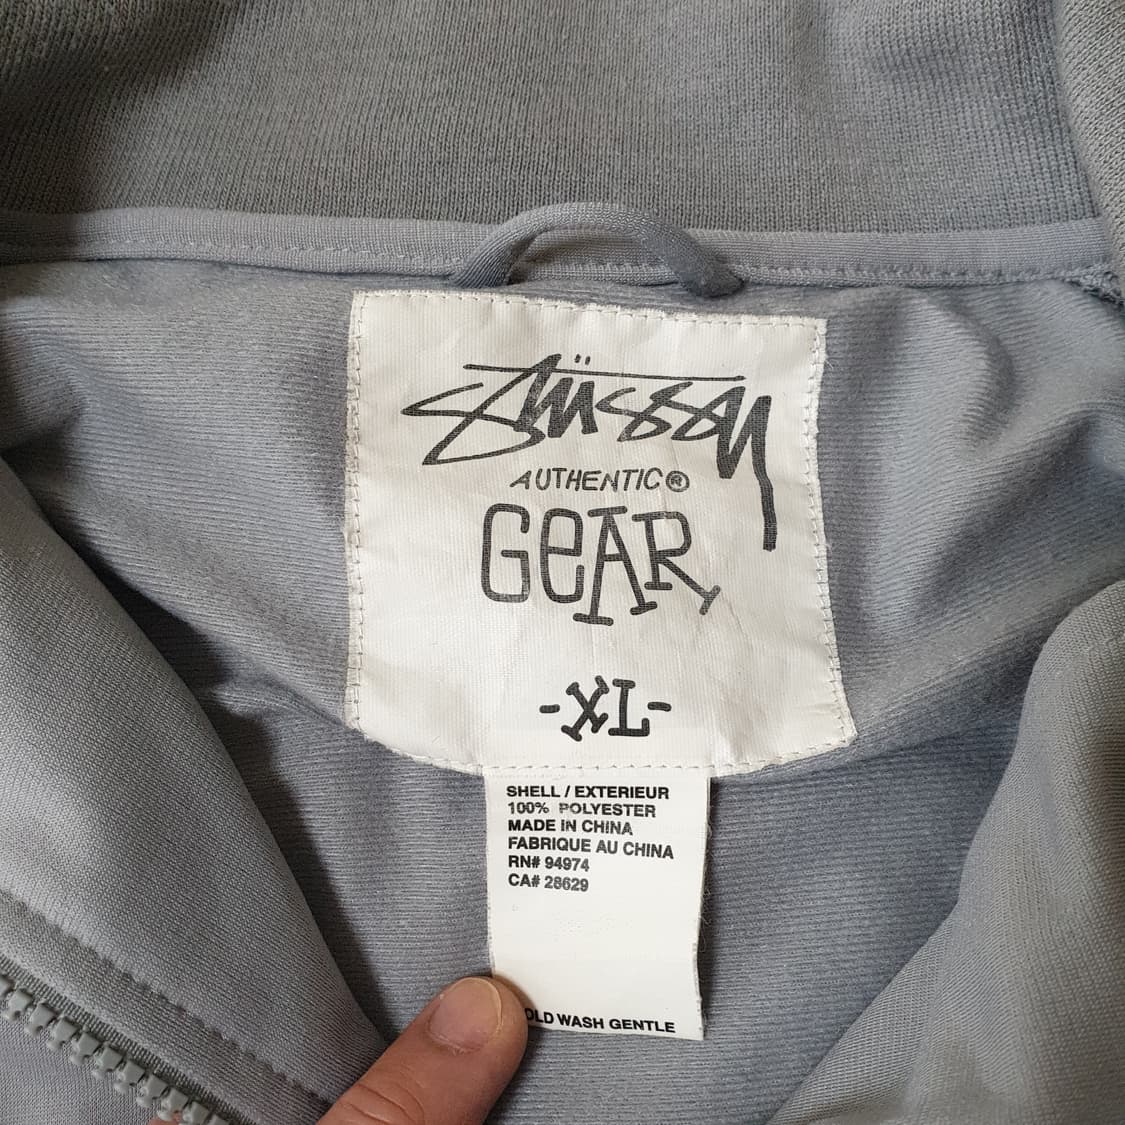 Stüssy
AUTHENTIC®
GeAR
-XL-
SHELL / EXTERIEUR
100% POLYESTER
MADE IN CHINA
FABRIQUE AU CHINA
RN# 94974
CA# 28629
OLD WASH GENTLE